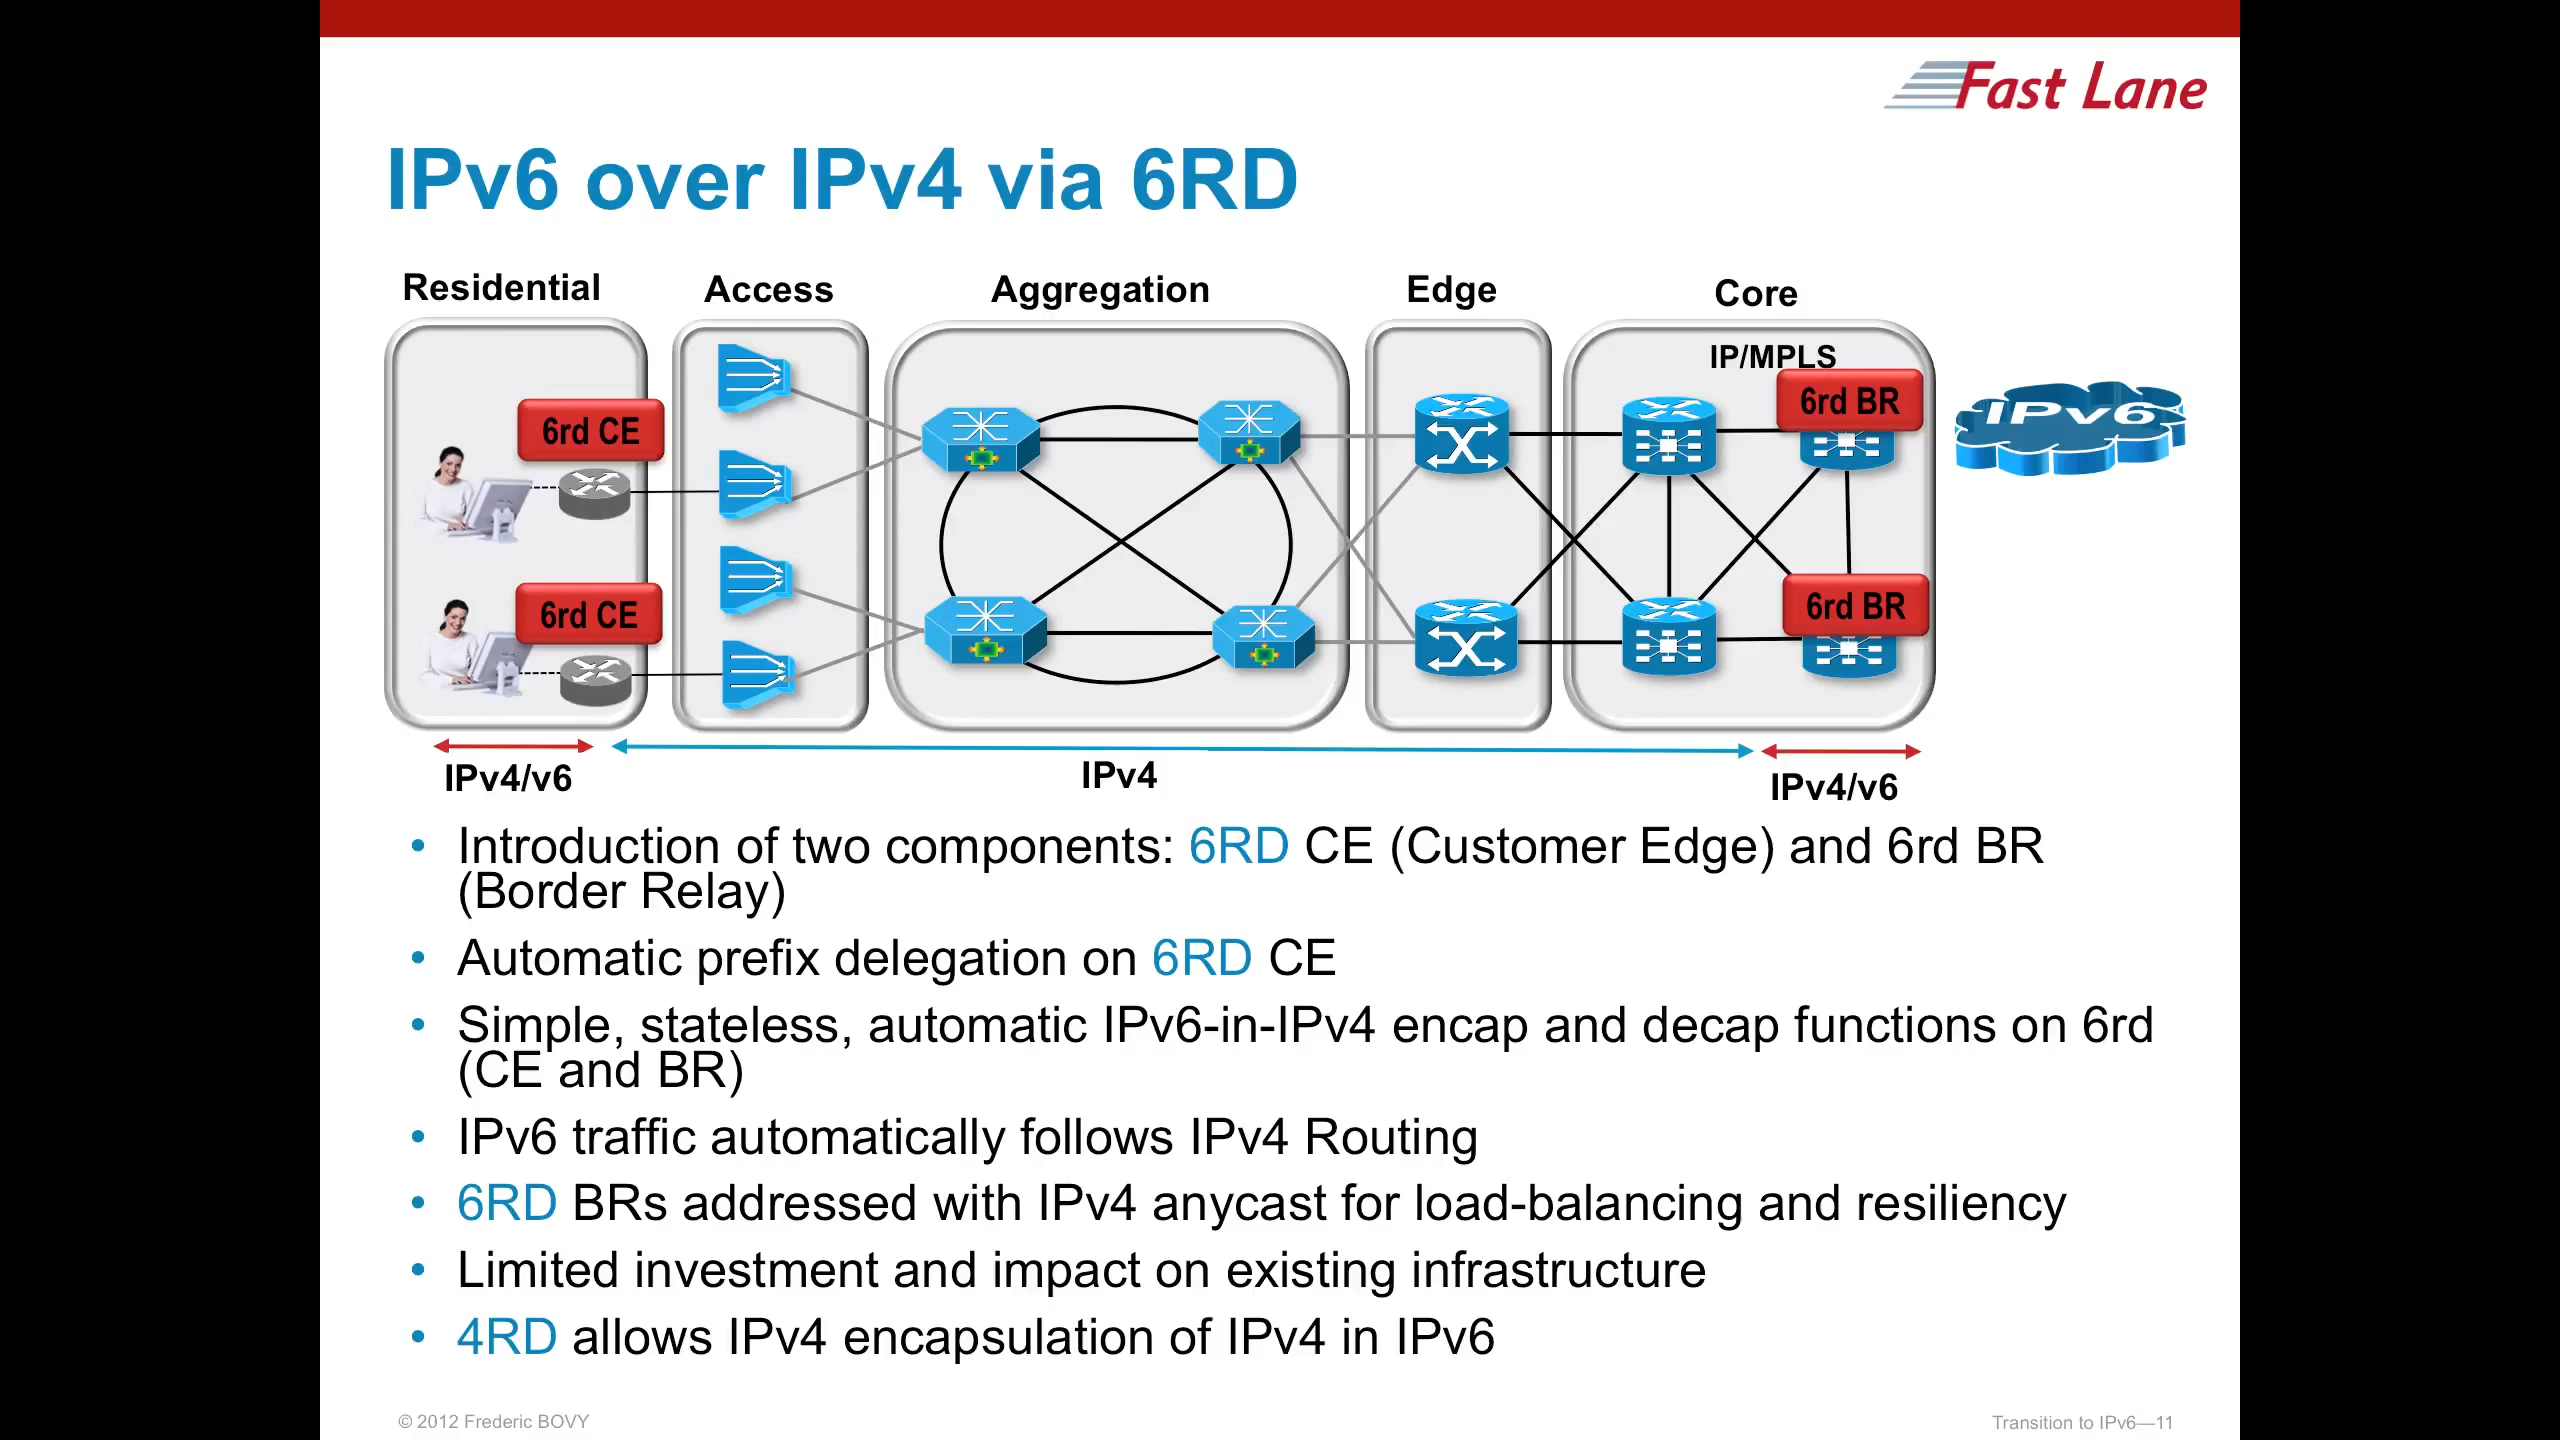 Fast Lane
IPv6 over IPv4 via 6RD
Residential
Access
Aggregation
Edge
Core
IP/MPLS
6rd CE
6rd BR
IPv6
6rd CE
6rd BR
IPv4/v6
IPv4
IPv4/v6
• Introduction of two components: 6RD CE (Customer Edge) and 6rd BR
(Border Relay)
• Automatic prefix delegation on 6RD CE
• Simple, stateless, automatic IPv6-in-IPv4 encap and decap functions on 6rd
(CE and BR)
• IPv6 traffic automatically follows IPv4 Routing
• 6RD BRs addressed with IPv4 anycast for load-balancing and resiliency
• Limited investment and impact on existing infrastructure
• 4RD allows IPv4 encapsulation of IPv4 in IPv6
© 2012 Frederic BOVY
Transition to IPv6—11